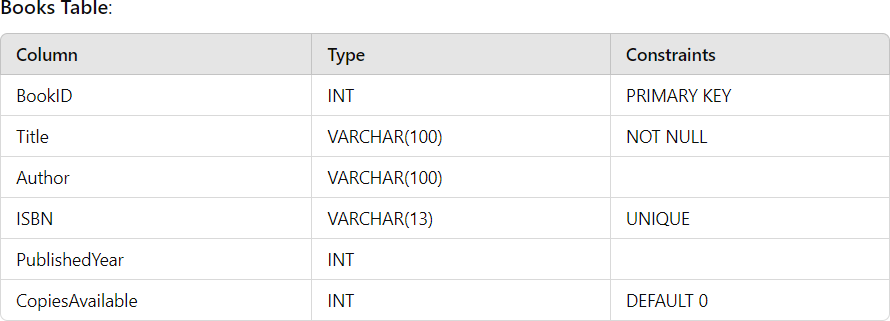 Books Table:
Column Type Constraints
BookID INT PRIMARY KEY
Title VARCHAR(100) NOT NULL
Author VARCHAR(100)
ISBN VARCHAR(13) UNIQUE
PublishedYear INT
CopiesAvailable INT DEFAULT 0